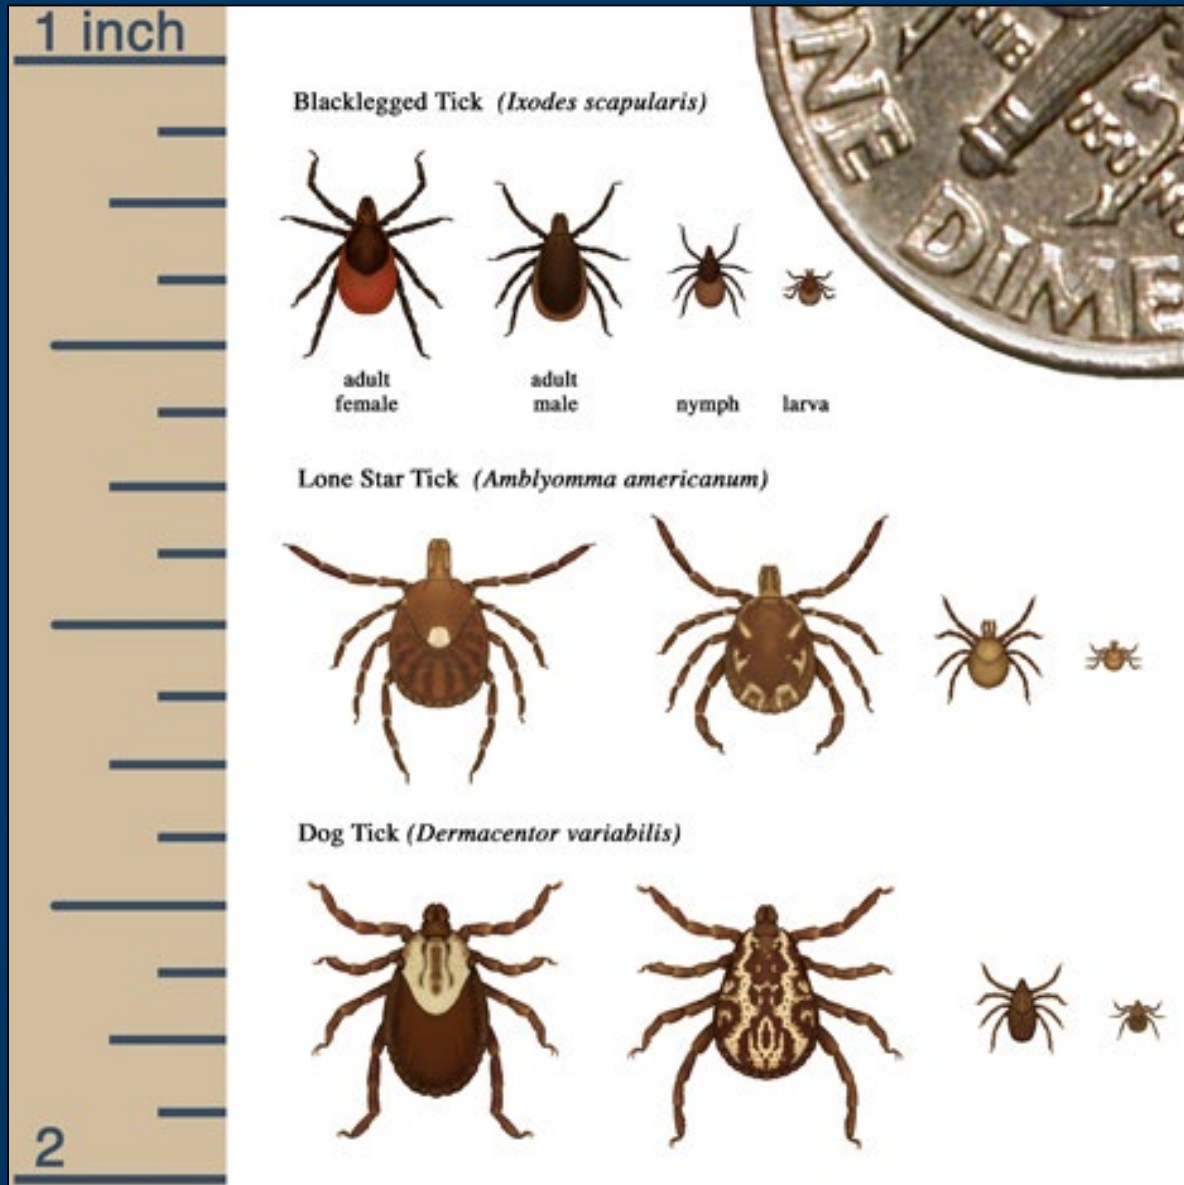 1 inch
Blacklegged Tick (Ixodes scapularis)
adult female
adult male
nymph
larva
Lone Star Tick (Amblyomma americanum)
Dog Tick (Dermacentor variabilis)
2
ONE DIME